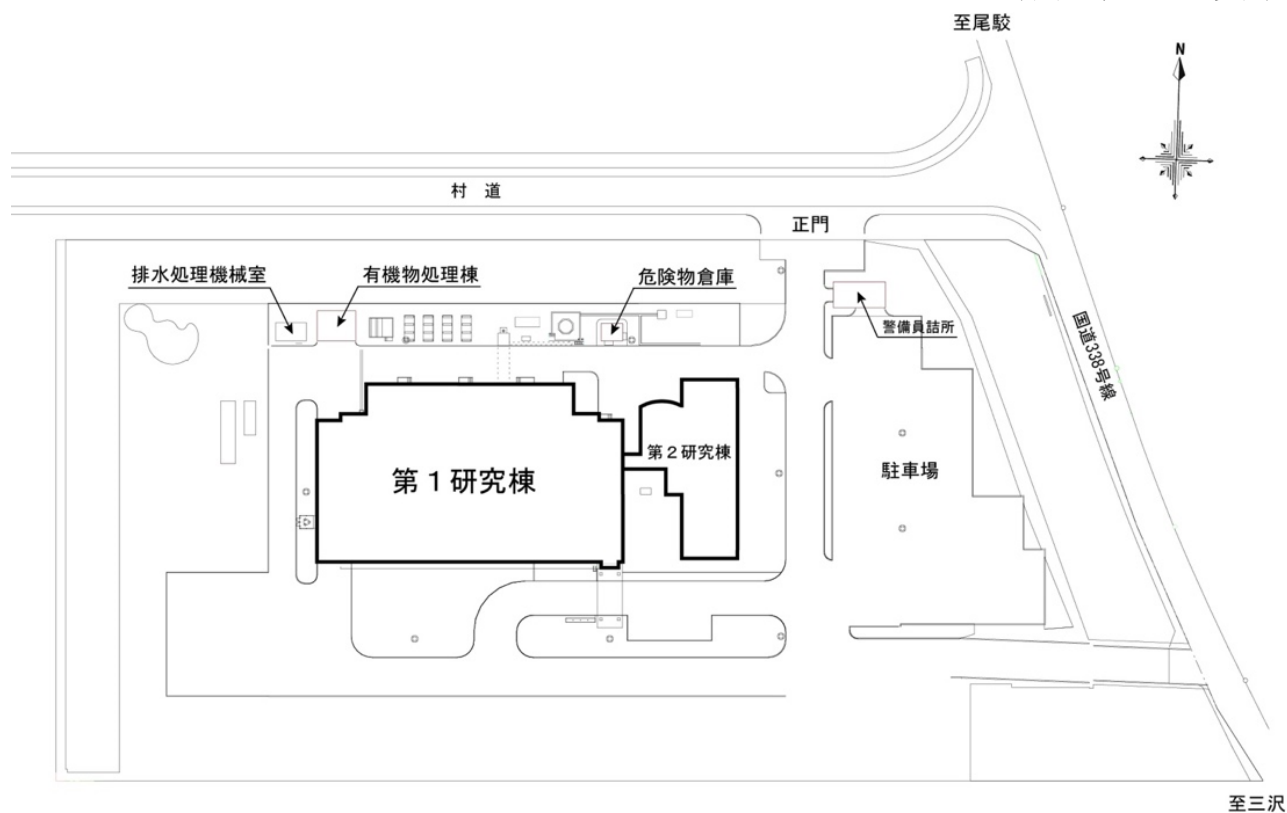 至尾駮
N
村 道
正門
排水処理機械室
有機物処理棟
危険物倉庫
警備員詰所
国道338号線
第２研究棟
第１研究棟
駐車場
至三沢